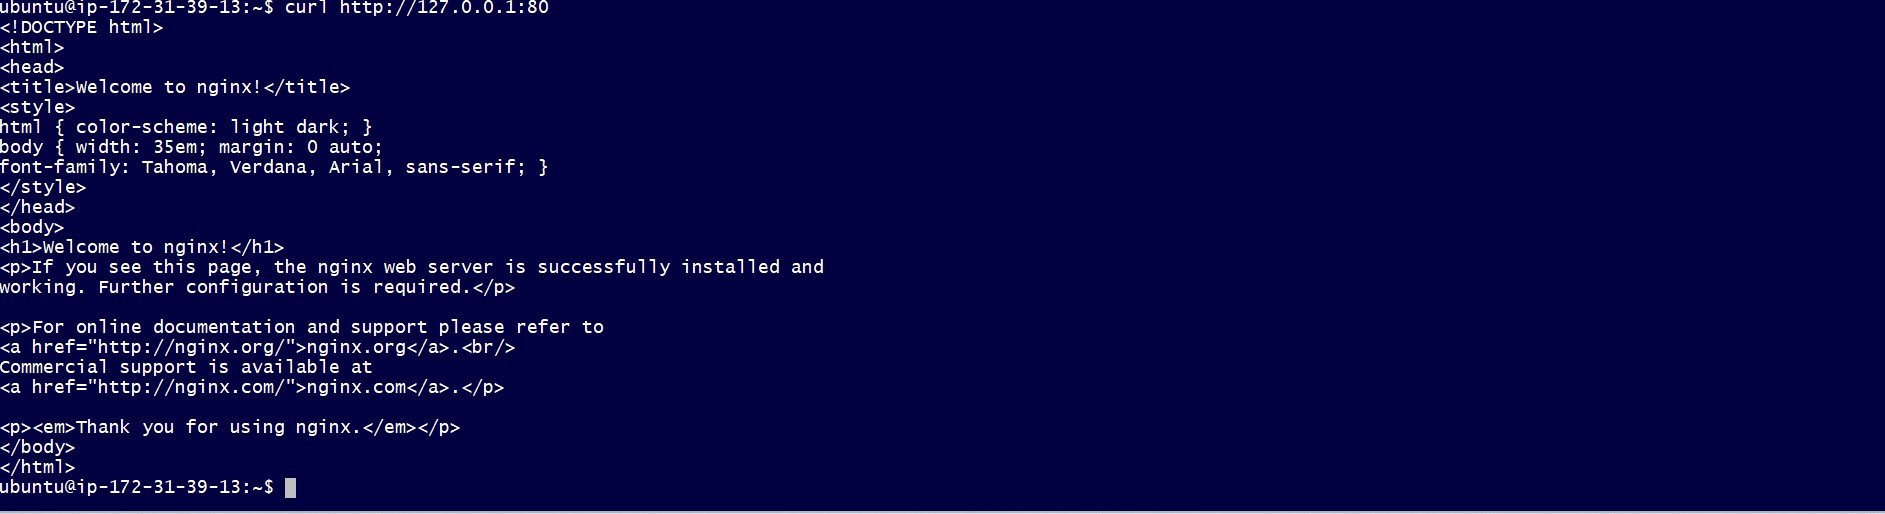 ubuntu@ip-172-31-39-13:~$ curl http://127.0.0.1:80
<!DOCTYPE html>
<html>
<head>
<title>Welcome to nginx!</title>
<style>
html { color-scheme: light dark; }
body { width: 35em; margin: 0 auto;
font-family: Tahoma, Verdana, Arial, sans-serif; }
</style>
</head>
<body>
<h1>Welcome to nginx!</h1>
<p>If you see this page, the nginx web server is successfully installed and
working. Further configuration is required.</p>

<p>For online documentation and support please refer to
<a href="http://nginx.org/">nginx.org</a>.<br/>
Commercial support is available at
<a href="http://nginx.com/">nginx.com</a>.</p>

<p><em>Thank you for using nginx.</em></p>
</body>
</html>
ubuntu@ip-172-31-39-13:~$